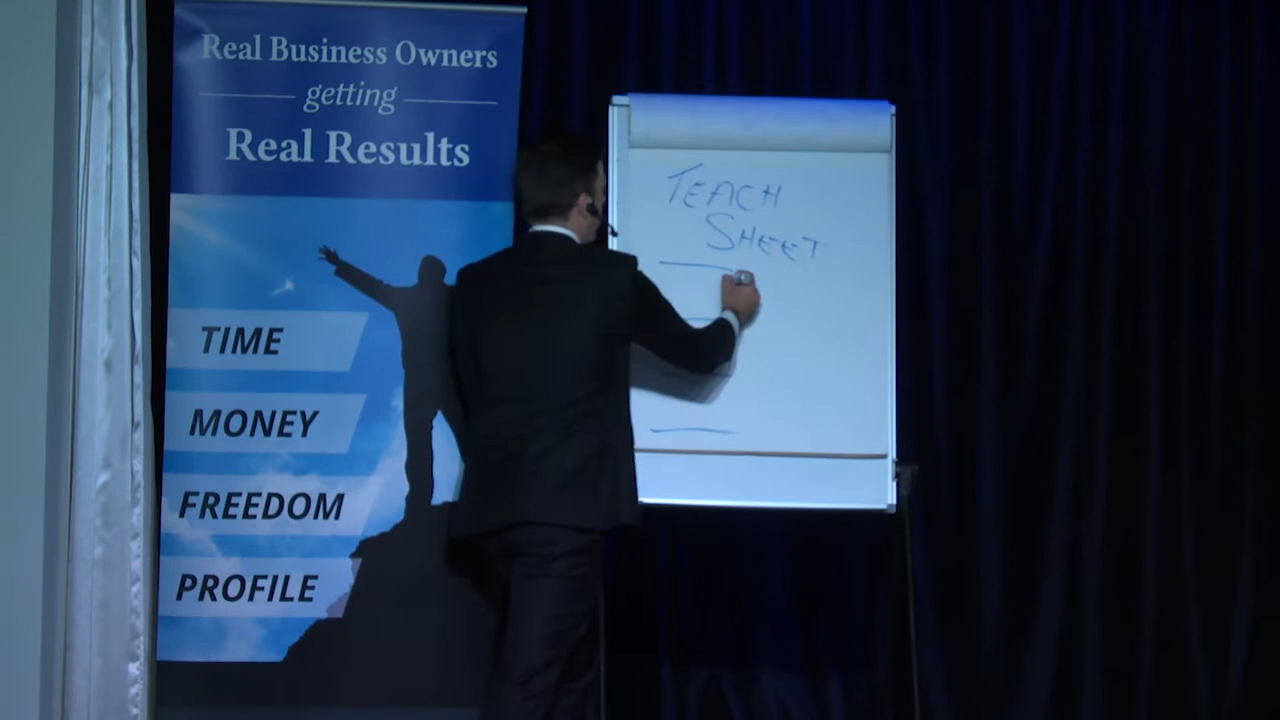 Real Business Owners
getting
Real Results
TIME
MONEY
FREEDOM
PROFILE
TEACH
SHEET